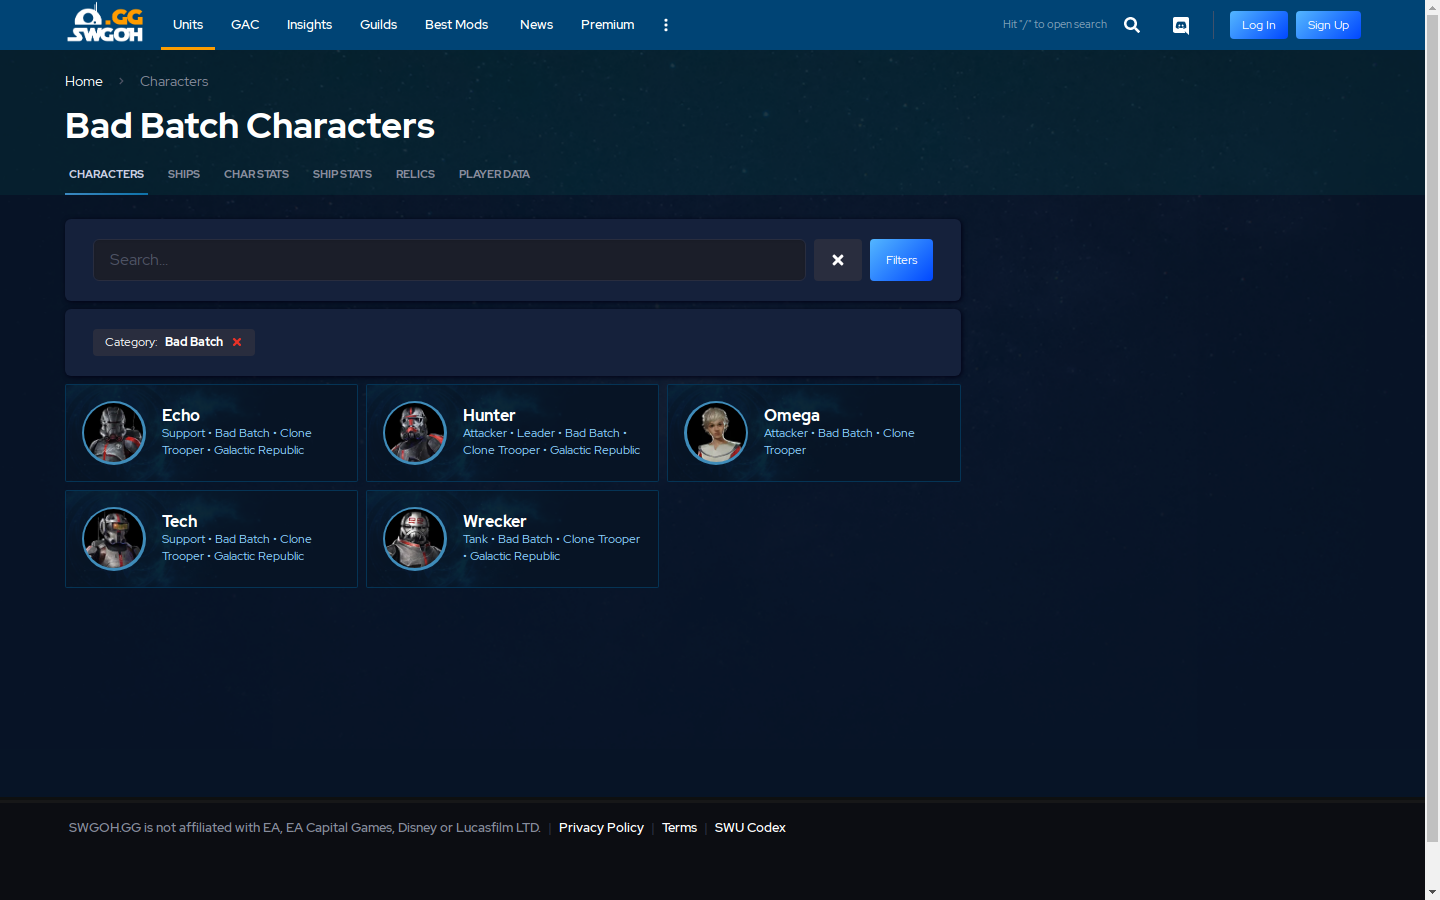 .GG
SWGOH
Units
GAC
Insights
Guilds
Best Mods
News
Premium
Hit "/" to open search
Log In
Sign Up
Home
Characters
Bad Batch Characters
CHARACTERS
SHIPS
CHAR STATS
SHIP STATS
RELICS
PLAYER DATA
Search...
Filters
Category: Bad Batch
Echo
Support • Bad Batch • Clone
Trooper • Galactic Republic
Hunter
Attacker • Leader • Bad Batch •
Clone Trooper • Galactic Republic
Omega
Attacker • Bad Batch • Clone
Trooper
Tech
Support • Bad Batch • Clone
Trooper • Galactic Republic
Wrecker
Tank • Bad Batch • Clone Trooper
• Galactic Republic
SWGOH.GG is not affiliated with EA, EA Capital Games, Disney or Lucasfilm LTD. | Privacy Policy | Terms | SWU Codex